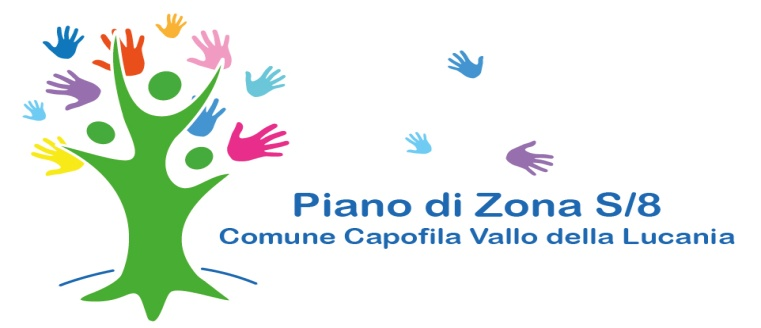 Piano di Zona S/8
Comune Capofila Vallo della Lucania